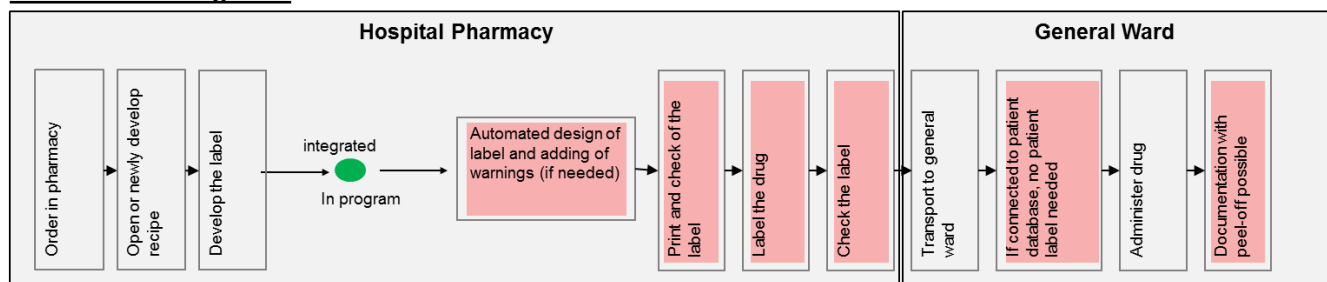 Hospital Pharmacy
General Ward
Order in pharmacy
Open or newly develop
recipe
Develop the label
integrated
In program
Automated design of
label and adding of
warnings (if needed)
Print and check of the
label
Label the drug
Check the label
Transport to general
ward
If connected to patient
database, no patient
label needed
Administer drug
Documentation with
peel-off possible